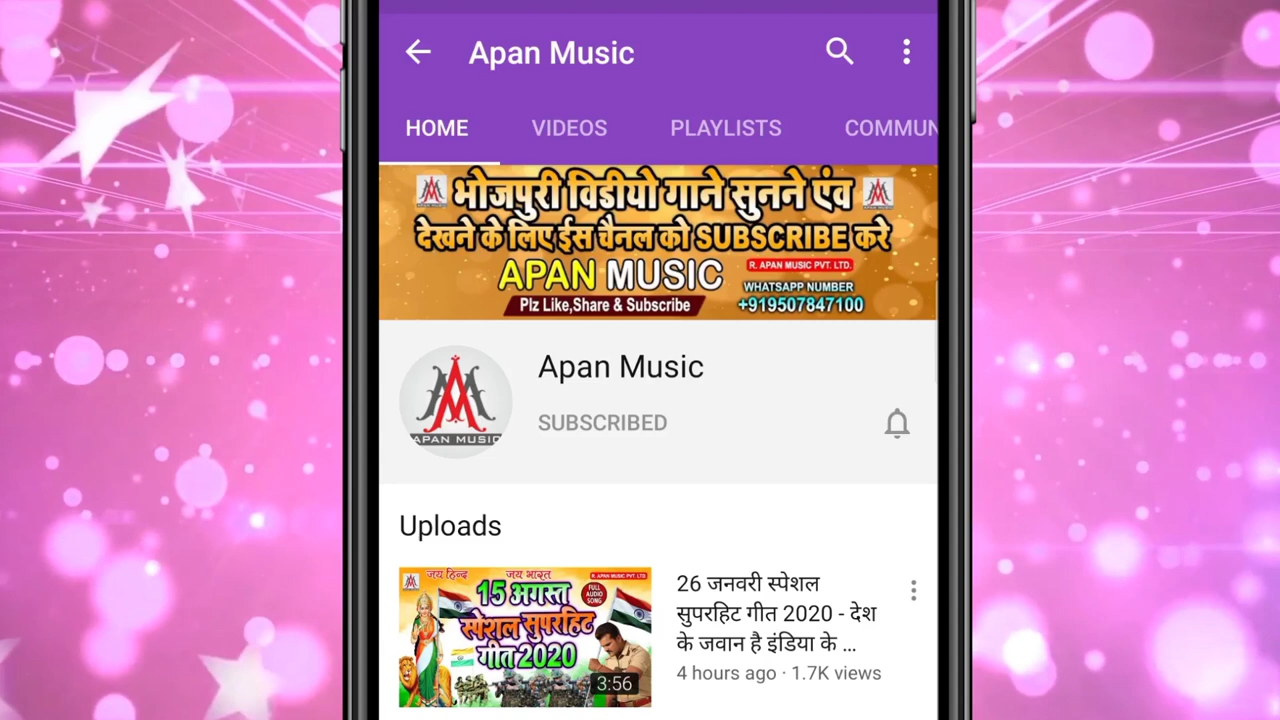 Apan Music
HOME VIDEOS PLAYLISTS COMMUN
भोजपुरी विडीयो गाने सुनने एंव
देखने के लिए ईस चैनल को SUBSCRIBE करे
APAN MUSIC
R. APAN MUSIC PVT. LTD.
WHATSAPP NUMBER
Plz Like,Share & Subscribe
+919507847100
Apan Music
SUBSCRIBED
APAN MUSIC
Uploads
जय हिन्द जय भारत
R. APAN MUSIC PVT. LTD
15 अगस्त
FULL
AUDIO
SONG
स्पेशल सुपरहिट
गीत 2020
3:56
26 जनवरी स्पेशल
सुपरहिट गीत 2020 - देश
के जवान है इंडिया के ...
4 hours ago · 1.7K views